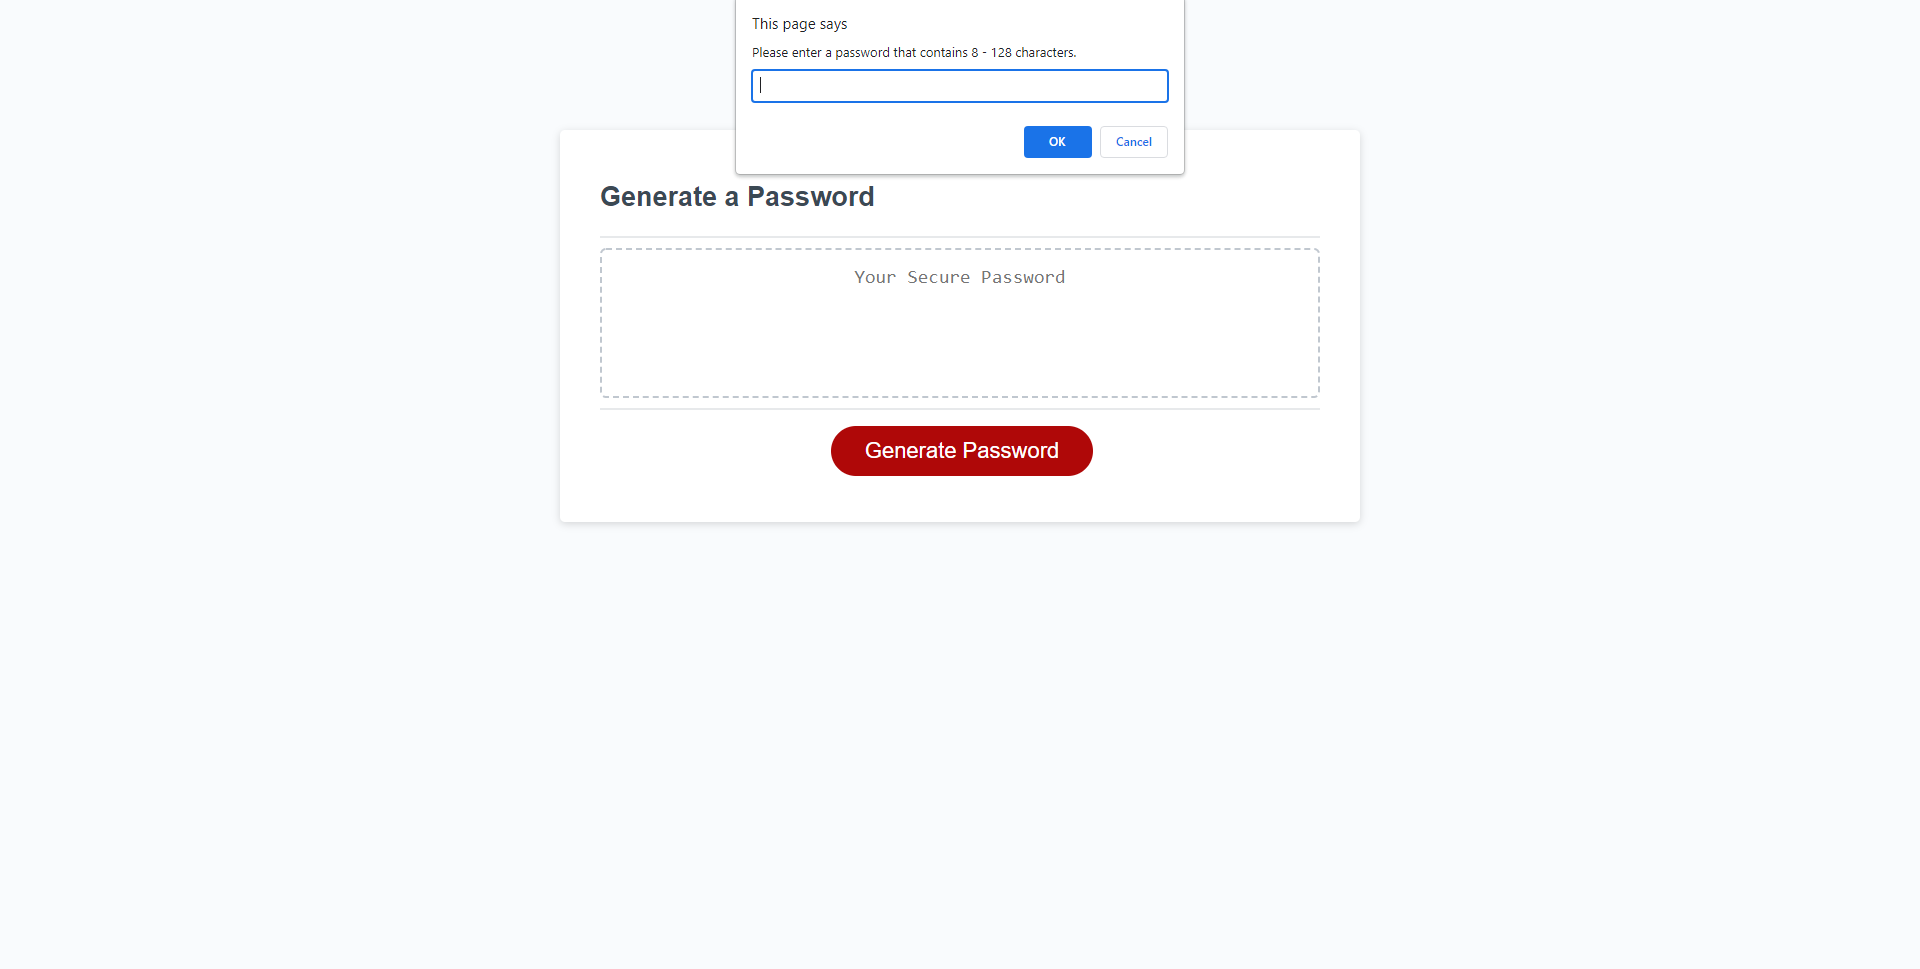 This page says
Please enter a password that contains 8 - 128 characters.
OK
Cancel
Generate a Password
Your Secure Password
Generate Password